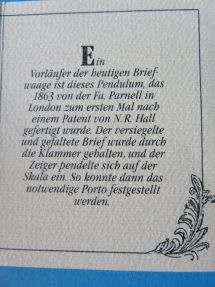 Ein
Vorläufer der heutigen Brief-
waage ist dieses Pendulum, das
1863 von der Fa. Parnell in
London zum ersten Mal nach
einem Patent von N.R. Hall
gefertigt wurde. Der versiegelte
und gefaltete Brief wurde durch
die Klammer gehalten, und der
Zeiger pendelte sich auf der
Skala ein. So konnte dann das
notwendige Porto festgestellt
werden.